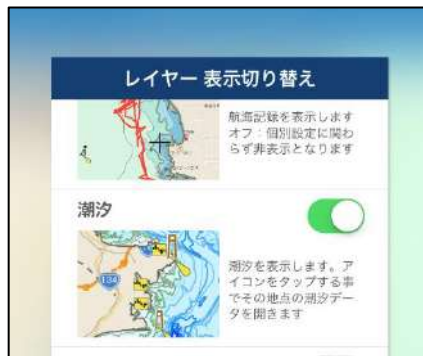 レイヤー 表示切り替え
航海記録を表示します
オフ：個別設定に関わ
らず非表示となります
潮汐
134
潮汐を表示します。ア
イコンをタップする事
でその地点の潮汐デー
タを開きます